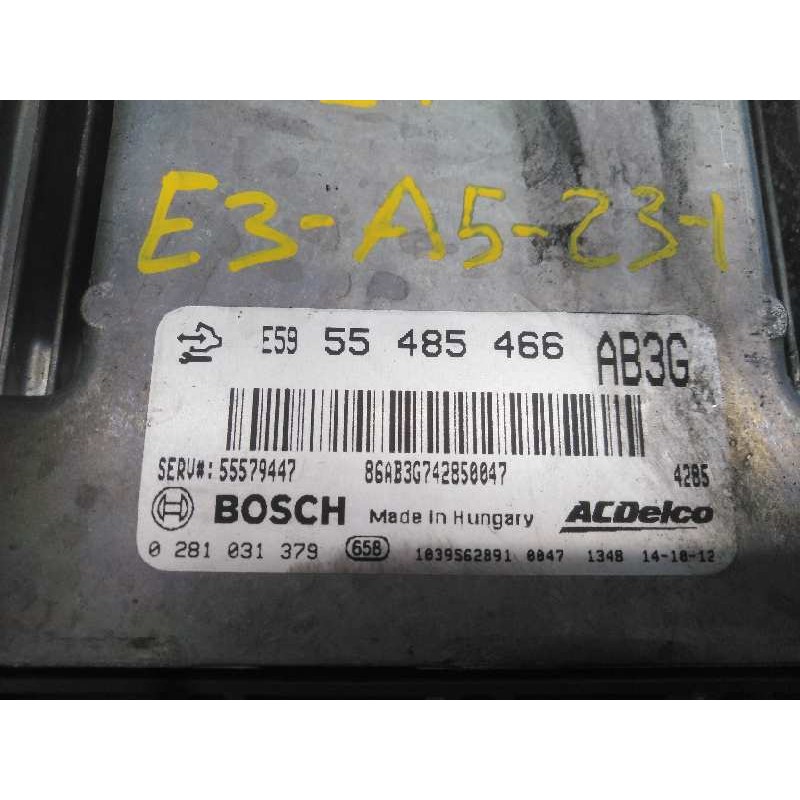 E3-A5-23-1
E59 55 485 466 AB3G
SERV#: 55579447 86AB3G742850047 4285
BOSCH Made in Hungary ACDelco
0 281 031 379 658 1039S62891 0047 1348 14-10-12